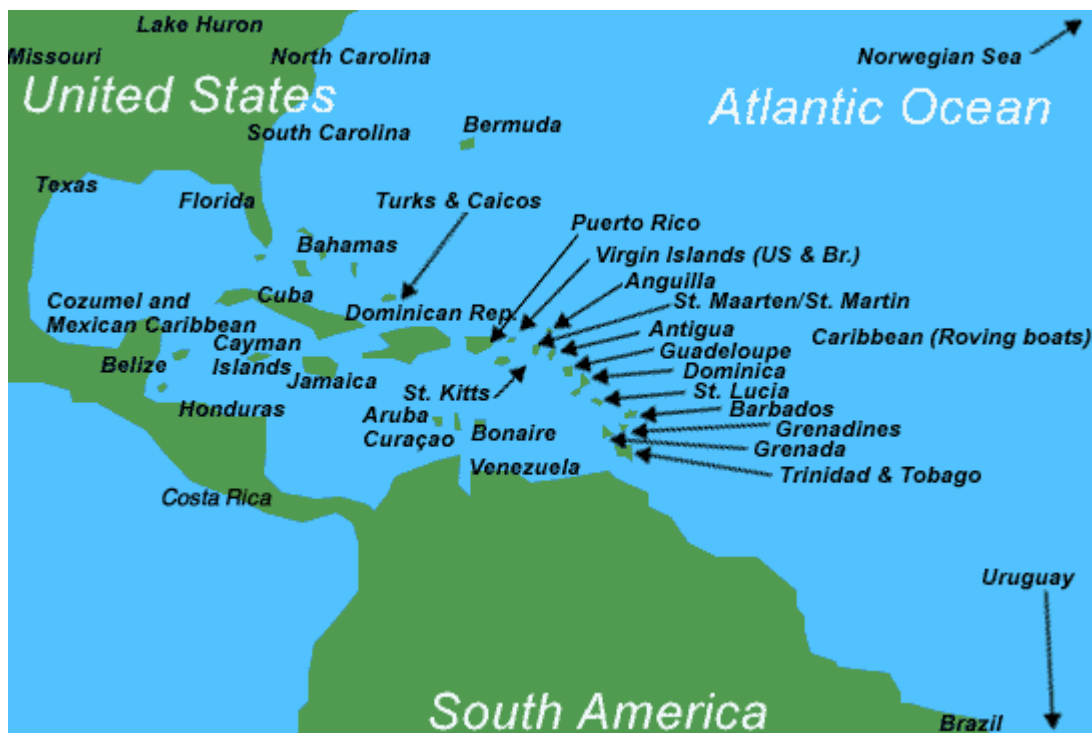 Lake Huron
Missouri
North Carolina
Norwegian Sea
United States
Atlantic Ocean
South Carolina
Bermuda
Texas
Florida
Turks & Caicos
Puerto Rico
Bahamas
Virgin Islands (US & Br.)
Anguilla
Cuba
Cozumel and
Mexican Caribbean
St. Maarten/St. Martin
Dominican Rep.
Antigua
Caribbean (Roving boats)
Cayman
Islands
Guadeloupe
Belize
Jamaica
Dominica
St. Kitts
St. Lucia
Honduras
Barbados
Aruba
Curaçao
Bonaire
Grenadines
Grenada
Venezuela
Trinidad & Tobago
Costa Rica
Uruguay
South America
Brazil